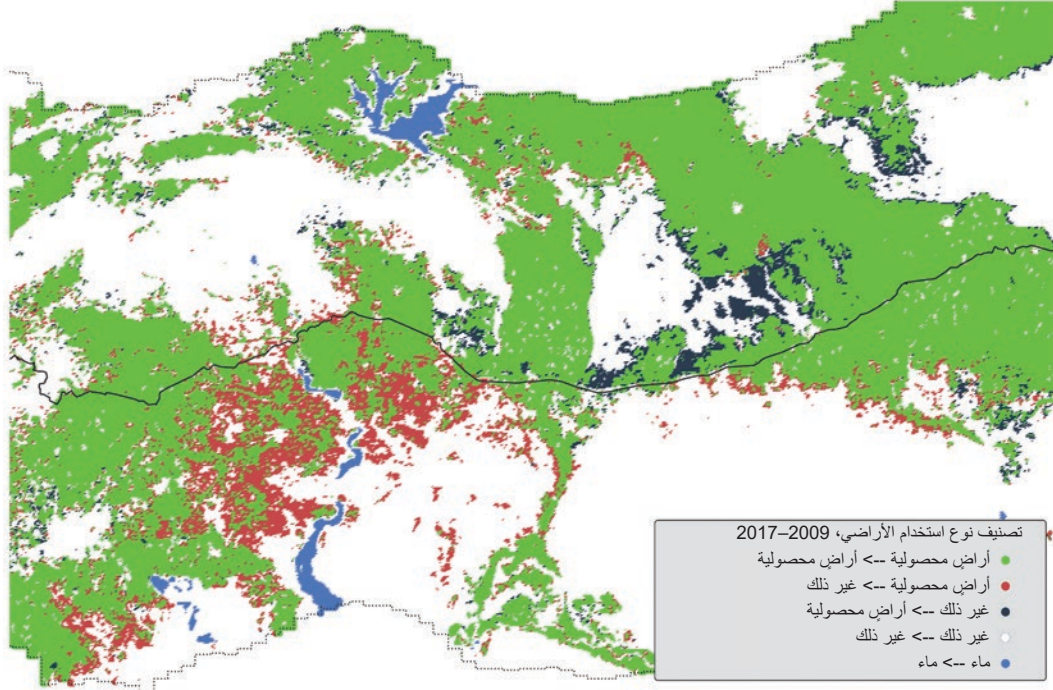 تصنيف نوع استخدام الأراضي، 2009–2017
أراضٍ محصولية --> أراضٍ محصولية
أراضٍ محصولية --> غير ذلك
غير ذلك --> أراضٍ محصولية
غير ذلك --> غير ذلك
ماء --> ماء